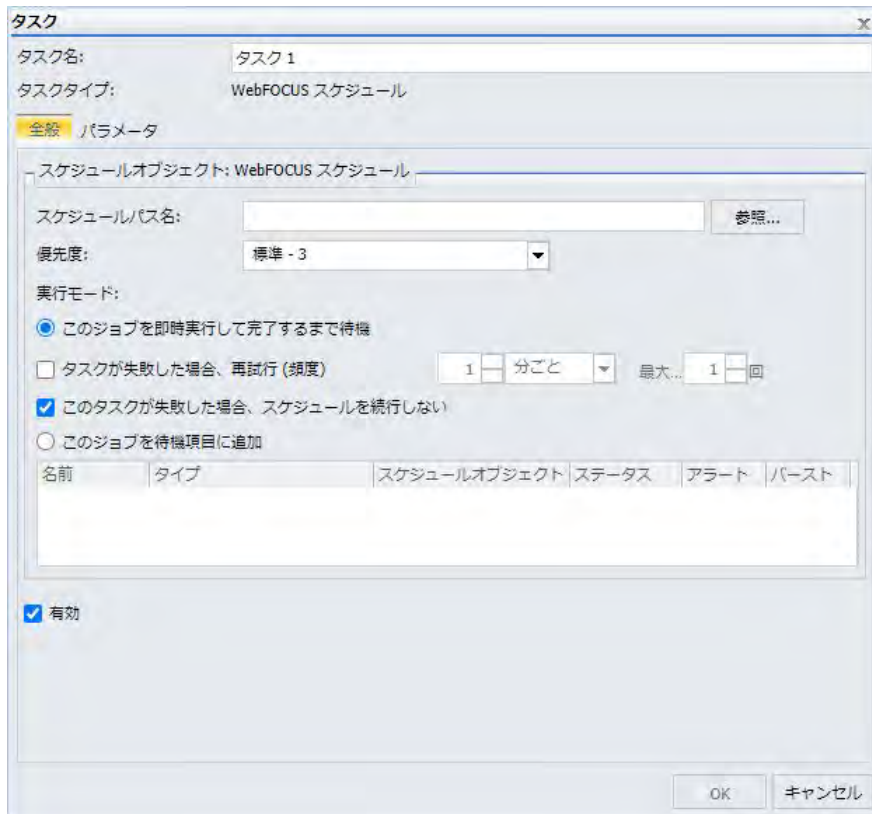 タスク x
タスク名: タスク 1
タスクタイプ: WebFOCUS スケジュール
全般 パラメータ
スケジュールオブジェクト: WebFOCUS スケジュール
スケジュールパス名: 参照...
優先度: 標準 - 3
実行モード:
このジョブを即時実行して完了するまで待機
タスクが失敗した場合、再試行 (頻度) 1 分ごと 最大... 1 回
このタスクが失敗した場合、スケジュールを続行しない
このジョブを待機項目に追加
名前 タイプ スケジュールオブジェクト ステータス アラート バースト
有効
OK キャンセル